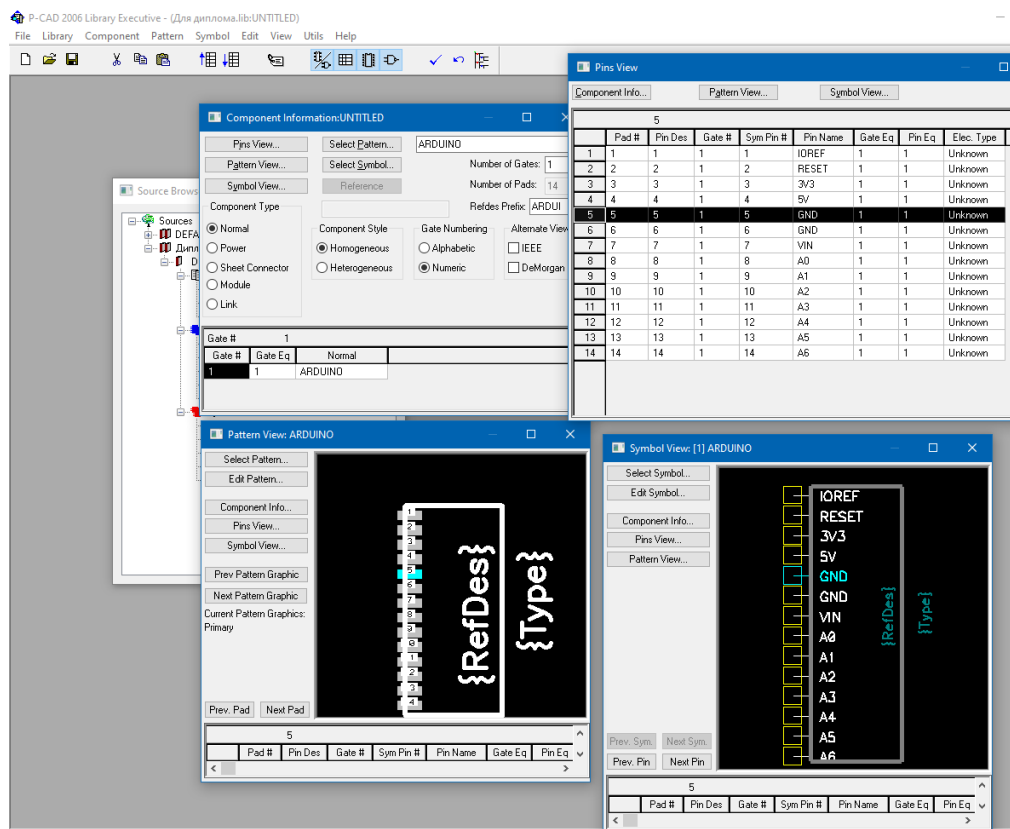 P-CAD 2006 Library Executive - (Для диплома.lib:UNTITLED)
File Library Component Pattern Symbol Edit View Utils Help
Pins View
Component Info... Pattern View... Symbol View...
5
Pad # Pin Des Gate # Sym Pin # Pin Name Gate Eq Pin Eq Elec. Type
1 1 1 1 1 IOREF 1 1 Unknown
2 2 2 1 2 RESET 1 1 Unknown
3 3 3 1 3 3V3 1 1 Unknown
4 4 4 1 4 5V 1 1 Unknown
5 5 5 1 5 GND 1 1 Unknown
6 6 6 1 6 GND 1 1 Unknown
7 7 7 1 7 VIN 1 1 Unknown
8 8 8 1 8 A0 1 1 Unknown
9 9 9 1 9 A1 1 1 Unknown
10 10 10 1 10 A2 1 1 Unknown
11 11 11 1 11 A3 1 1 Unknown
12 12 12 1 12 A4 1 1 Unknown
13 13 13 1 13 A5 1 1 Unknown
14 14 14 1 14 A6 1 1 Unknown
Component Information:UNTITLED
Pins View... Select Pattern... ARDUINO
Pattern View... Select Symbol... Number of Gates: 1
Symbol View... Reference Number of Pads: 14
Component Type Refdes Prefix: ARDUI
Normal Component Style Gate Numbering Alternate View
Power Homogeneous Alphabetic IEEE
Sheet Connector Heterogeneous Numeric DeMorgan
Module
Link
Gate # 1
Gate # Gate Eq Normal
1 1 ARDUINO
Source Brows
Sources
DEFA
Дипл
D
Pattern View: ARDUINO
Select Pattern...
Edit Pattern...
Component Info...
Pins View...
Symbol View...
Prev Pattern Graphic
Next Pattern Graphic
Current Pattern Graphics:
Primary
Prev. Pad Next Pad
1
2
3
4
5
6
7
8
9
0
1
2
3
4
{RefDes}
{Type}
5
Pad # Pin Des Gate # Sym Pin # Pin Name Gate Eq Pin Eq
Symbol View: [1] ARDUINO
Select Symbol...
Edit Symbol...
Component Info...
Pins View...
Pattern View...
Prev. Sym. Next Sym.
Prev. Pin Next Pin
IOREF
RESET
3V3
5V
GND
GND
VIN
A0
A1
A2
A3
A4
A5
A6
{RefDes}
{Type}
5
Pad # Pin Des Gate # Sym Pin # Pin Name Gate Eq Pin Eq